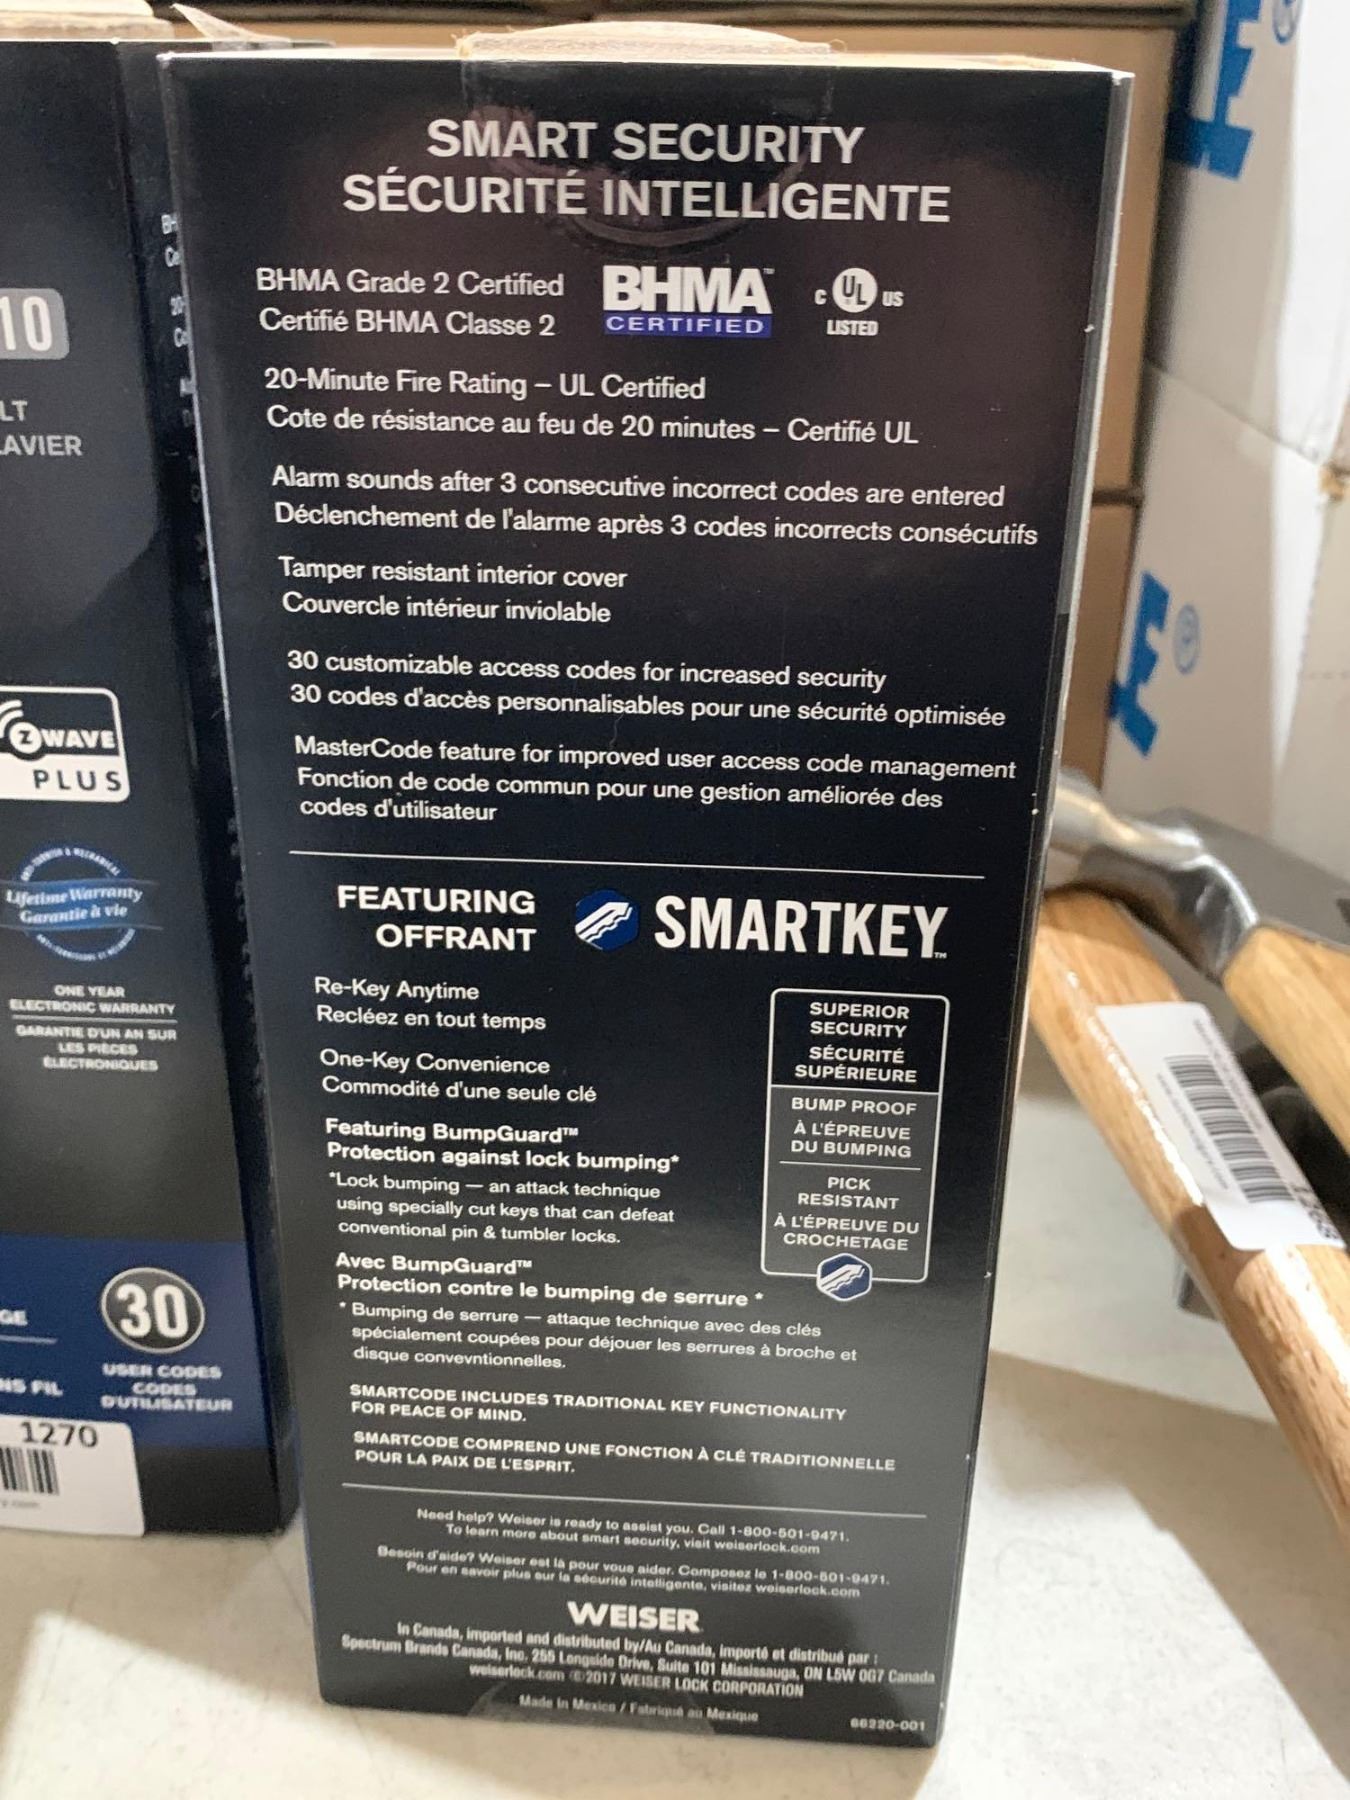 SMART SECURITY
SÉCURITÉ INTELLIGENTE
BHMA Grade 2 Certified
Certifié BHMA Classe 2
BHMA™
CERTIFIED
C UL US
LISTED
20-Minute Fire Rating – UL Certified
Cote de résistance au feu de 20 minutes – Certifié UL
Alarm sounds after 3 consecutive incorrect codes are entered
Déclenchement de l'alarme après 3 codes incorrects consécutifs
Tamper resistant interior cover
Couvercle intérieur inviolable
30 customizable access codes for increased security
30 codes d'accès personnalisables pour une sécurité optimisée
MasterCode feature for improved user access code management
Fonction de code commun pour une gestion améliorée des
codes d'utilisateur
FEATURING
OFFRANT
SMARTKEY™
Re-Key Anytime
Recléez en tout temps
One-Key Convenience
Commodité d'une seule clé
Featuring BumpGuard™
Protection against lock bumping*
*Lock bumping — an attack technique
using specially cut keys that can defeat
conventional pin & tumbler locks.
Avec BumpGuard™
Protection contre le bumping de serrure *
* Bumping de serrure — attaque technique avec des clés
spécialement coupées pour déjouer les serrures à broche et
disque convevntionnelles.
SUPERIOR
SECURITY
SÉCURITÉ
SUPÉRIEURE
BUMP PROOF
À L'ÉPREUVE
DU BUMPING
PICK
RESISTANT
À L'ÉPREUVE DU
CROCHETAGE
SMARTCODE INCLUDES TRADITIONAL KEY FUNCTIONALITY
FOR PEACE OF MIND.
SMARTCODE COMPREND UNE FONCTION À CLÉ TRADITIONNELLE
POUR LA PAIX DE L'ESPRIT.
Need help? Weiser is ready to assist you. Call 1-800-501-9471.
To learn more about smart security, visit weiserlock.com
Besoin d'aide? Weiser est là pour vous aider. Composez le 1-800-501-9471.
Pour en savoir plus sur la sécurité intelligente, visitez weiserlock.com
WEISER
In Canada, imported and distributed by/Au Canada, importé et distribué par :
Spectrum Brands Canada, Inc. 255 Longside Drive, Suite 101 Mississauga, ON L5W 0G7 Canada
weiserlock.com ©2017 WEISER LOCK CORPORATION
Made in Mexico / Fabriqué au Mexique
66220-001
10
LT
LAVIER
Z WAVE
PLUS
Lifetime Warranty
Garantie à vie
ONE YEAR
ELECTRONIC WARRANTY
GARANTIE D'UN AN SUR
LES PIÈCES
ÉLECTRONIQUES
GE
NS FIL
30
USER CODES
CODES
D'UTILISATEUR
1270